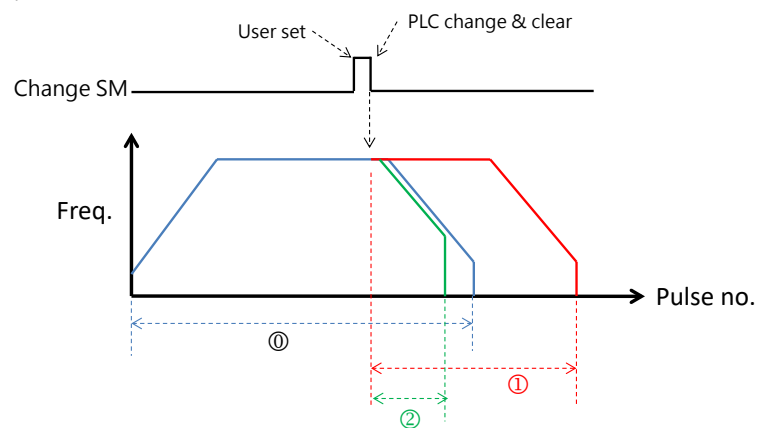 PLC change & clear
User set
Change SM
Freq.
Pulse no.
⓪
①
②